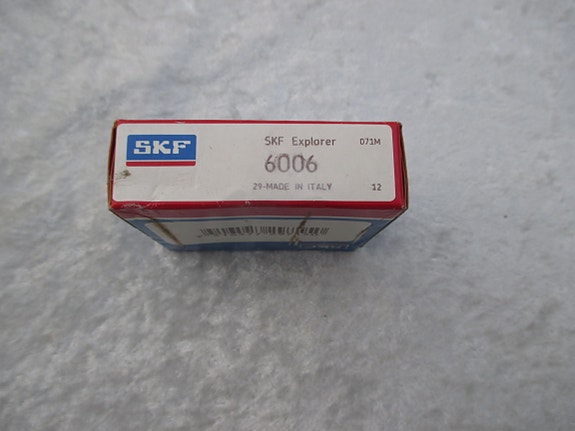 SKF
SKF Explorer 071M
6006
29-MADE IN ITALY 12